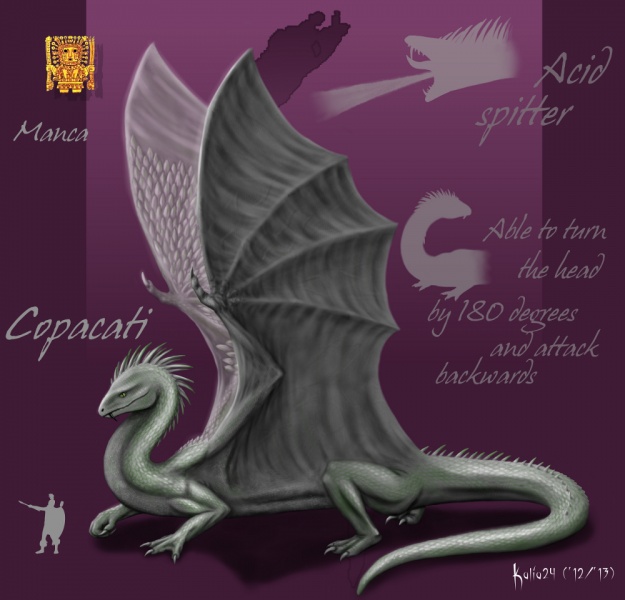 Manca
Acid
spitter
Able to turn
the head
by 180 degrees
and attack
backwards
Copacati
Kalia24 ('12/'13)